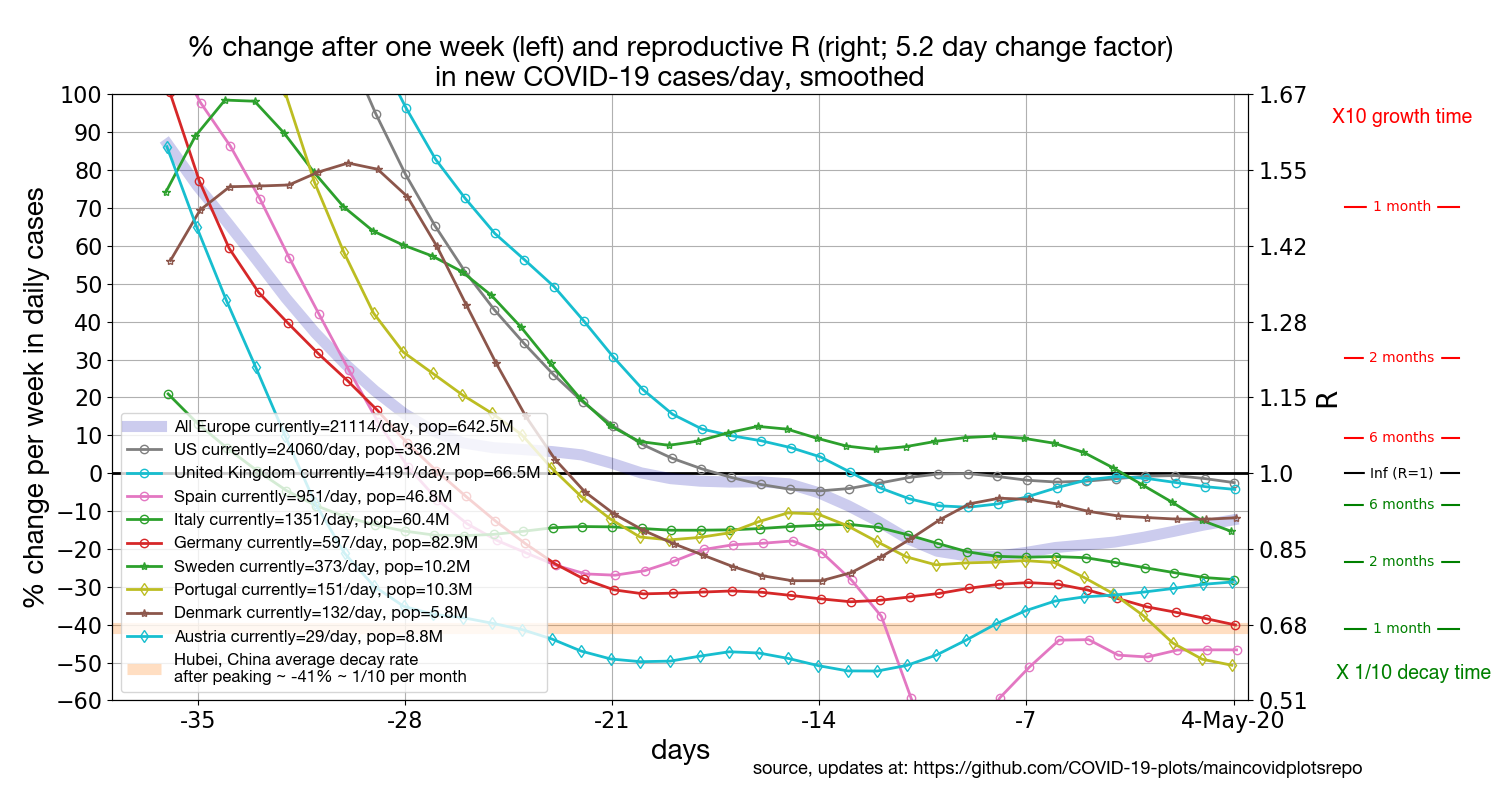 % change after one week (left) and reproductive R (right; 5.2 day change factor)
in new COVID-19 cases/day, smoothed
100
90
80
70
60
50
40
30
20
10
0
−10
−20
−30
−40
−50
−60
% change per week in daily cases
All Europe currently=21114/day, pop=642.5M
US currently=24060/day, pop=336.2M
United Kingdom currently=4191/day, pop=66.5M
Spain currently=951/day, pop=46.8M
Italy currently=1351/day, pop=60.4M
Germany currently=597/day, pop=82.9M
Sweden currently=373/day, pop=10.2M
Portugal currently=151/day, pop=10.3M
Denmark currently=132/day, pop=5.8M
Austria currently=29/day, pop=8.8M
Hubei, China average decay rate
after peaking ~ -41% ~ 1/10 per month
1.67
1.55
1.42
1.28
1.15
1.0
0.85
0.68
0.51
R
X10 growth time
1 month
2 months
6 months
Inf (R=1)
6 months
2 months
1 month
X 1/10 decay time
-35
-28
-21
-14
-7
4-May-20
days
source, updates at: https://github.com/COVID-19-plots/maincovidplotsrepo